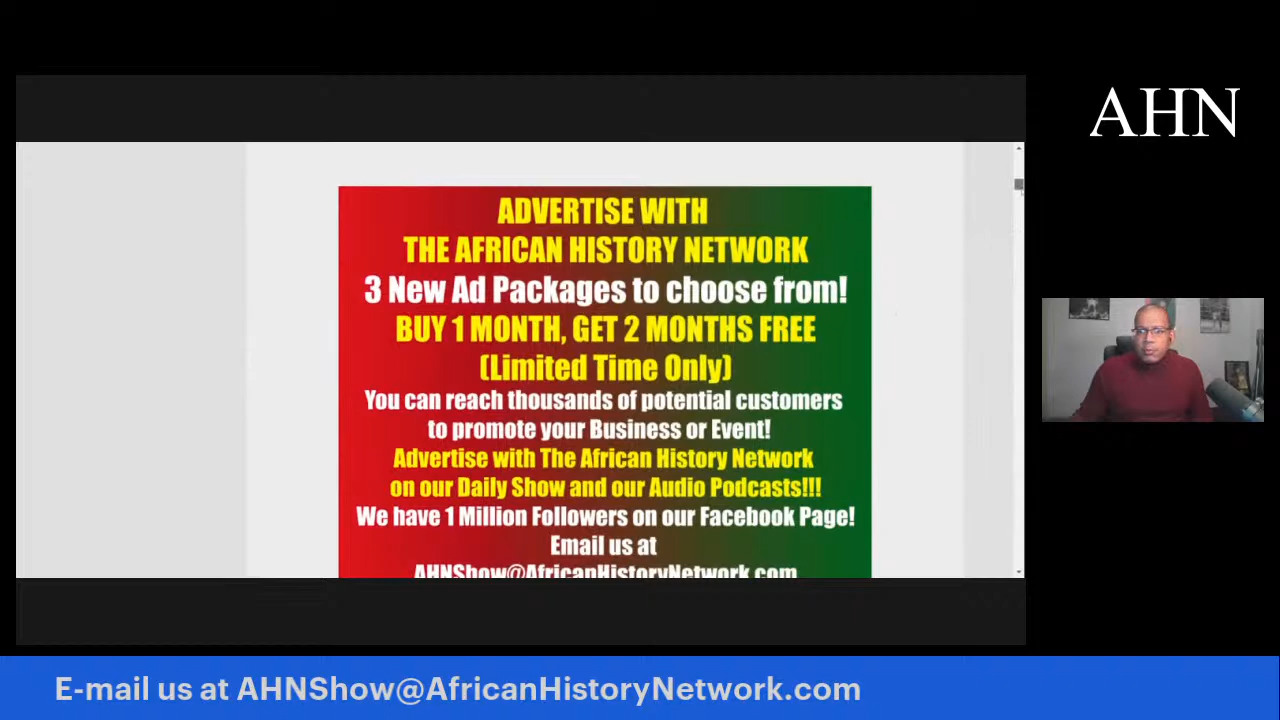 AHN
ADVERTISE WITH
THE AFRICAN HISTORY NETWORK
3 New Ad Packages to choose from!
BUY 1 MONTH, GET 2 MONTHS FREE
(Limited Time Only)
You can reach thousands of potential customers
to promote your Business or Event!
Advertise with The African History Network
on our Daily Show and our Audio Podcasts!!!
We have 1 Million Followers on our Facebook Page!
Email us at
AHNShow@AfricanHistoryNetwork.com
E-mail us at AHNShow@AfricanHistoryNetwork.com